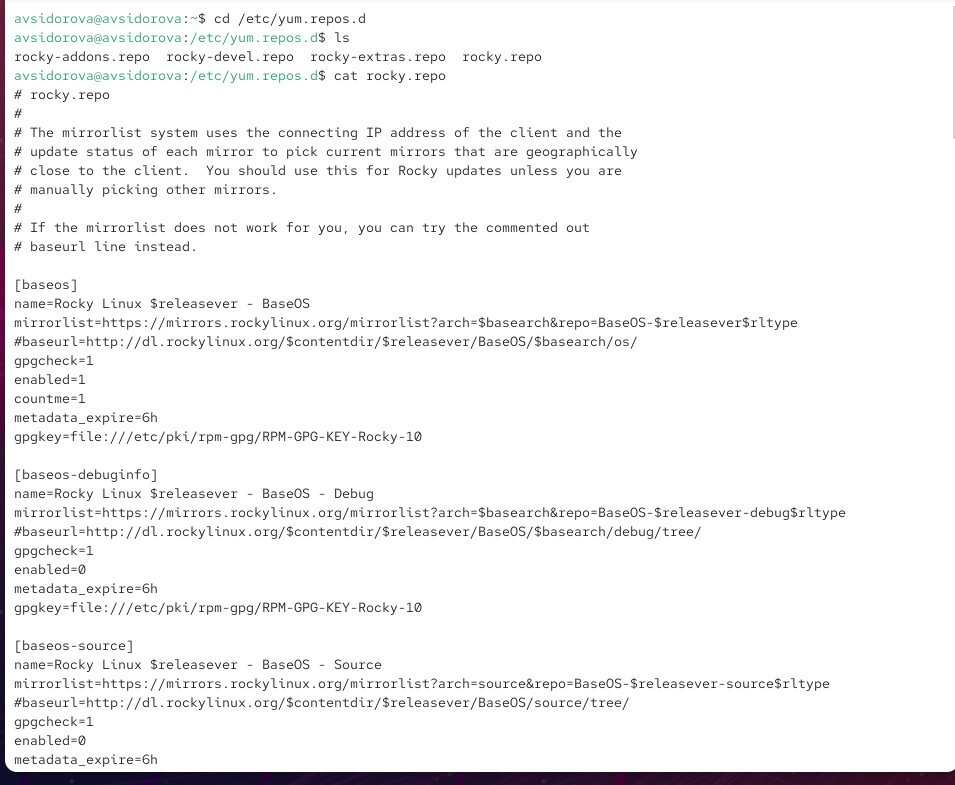 avsidorova@avsidorova:~$ cd /etc/yum.repos.d
avsidorova@avsidorova:/etc/yum.repos.d$ ls
rocky-addons.repo  rocky-devel.repo  rocky-extras.repo  rocky.repo
avsidorova@avsidorova:/etc/yum.repos.d$ cat rocky.repo
# rocky.repo
#
# The mirrorlist system uses the connecting IP address of the client and the
# update status of each mirror to pick current mirrors that are geographically
# close to the client.  You should use this for Rocky updates unless you are
# manually picking other mirrors.
#
# If the mirrorlist does not work for you, you can try the commented out
# baseurl line instead.

[baseos]
name=Rocky Linux $releasever - BaseOS
mirrorlist=https://mirrors.rockylinux.org/mirrorlist?arch=$basearch&repo=BaseOS-$releasever$rltype
#baseurl=http://dl.rockylinux.org/$contentdir/$releasever/BaseOS/$basearch/os/
gpgcheck=1
enabled=1
countme=1
metadata_expire=6h
gpgkey=file:///etc/pki/rpm-gpg/RPM-GPG-KEY-Rocky-10

[baseos-debuginfo]
name=Rocky Linux $releasever - BaseOS - Debug
mirrorlist=https://mirrors.rockylinux.org/mirrorlist?arch=$basearch&repo=BaseOS-$releasever-debug$rltype
#baseurl=http://dl.rockylinux.org/$contentdir/$releasever/BaseOS/$basearch/debug/tree/
gpgcheck=1
enabled=0
metadata_expire=6h
gpgkey=file:///etc/pki/rpm-gpg/RPM-GPG-KEY-Rocky-10

[baseos-source]
name=Rocky Linux $releasever - BaseOS - Source
mirrorlist=https://mirrors.rockylinux.org/mirrorlist?arch=source&repo=BaseOS-$releasever-source$rltype
#baseurl=http://dl.rockylinux.org/$contentdir/$releasever/BaseOS/source/tree/
gpgcheck=1
enabled=0
metadata_expire=6h